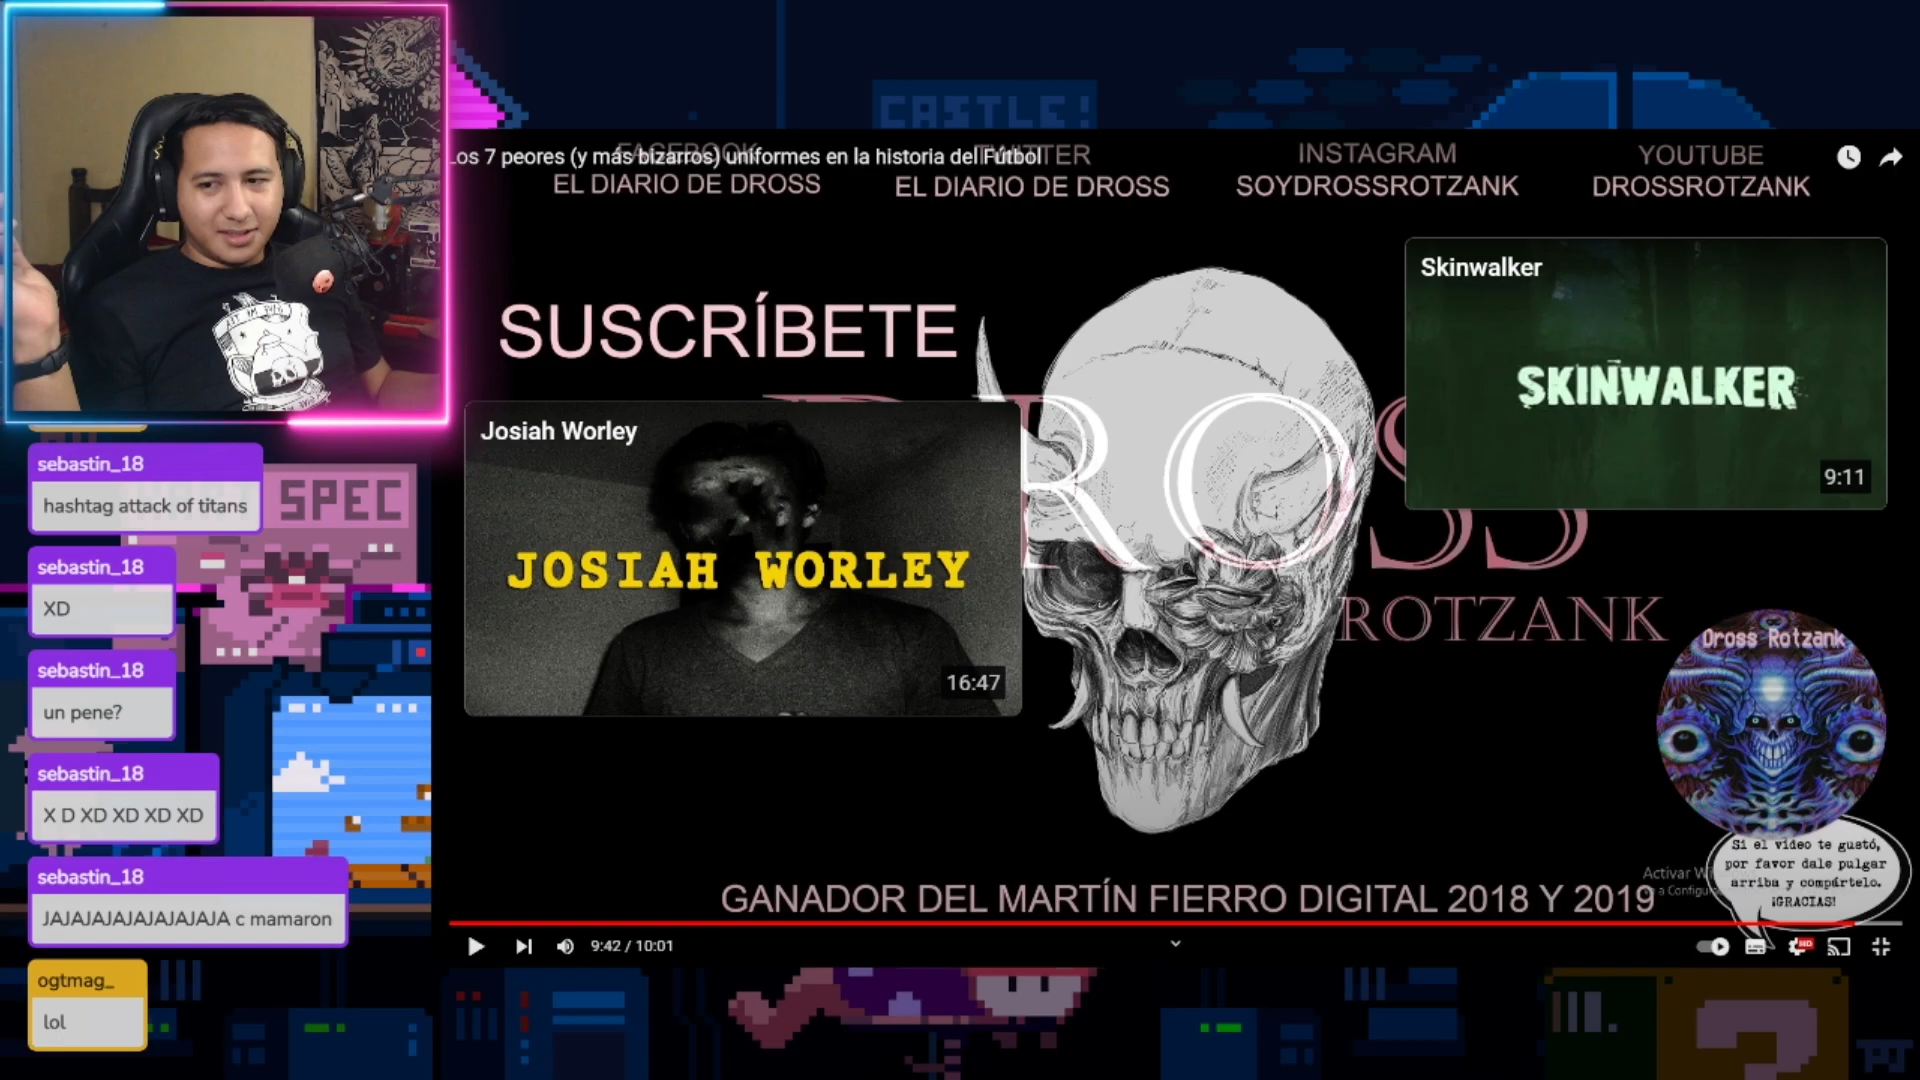 CASTLE!
Los 7 peores (y más bizarros) uniformes en la historia del Fútbol
FACEBOOK
EL DIARIO DE DROSS
TWITTER
EL DIARIO DE DROSS
INSTAGRAM
SOYDROSSROTZANK
YOUTUBE
DROSSROTZANK
SUSCRÍBETE
Skinwalker
SKINWALKER
9:11
Josiah Worley
JOSIAH WORLEY
16:47
DROSS
ROTZANK
Dross Rotzank
Si el video te gustó,
por favor dale pulgar
arriba y compártelo.
¡GRACIAS!
GANADOR DEL MARTÍN FIERRO DIGITAL 2018 Y 2019
9:42 / 10:01
HD
SPEC
sebastin_18
hashtag attack of titans
sebastin_18
XD
sebastin_18
un pene?
sebastin_18
X D XD XD XD XD
sebastin_18
JAJAJAJAJAJAJAJAJA c mamaron
ogtmag_
lol